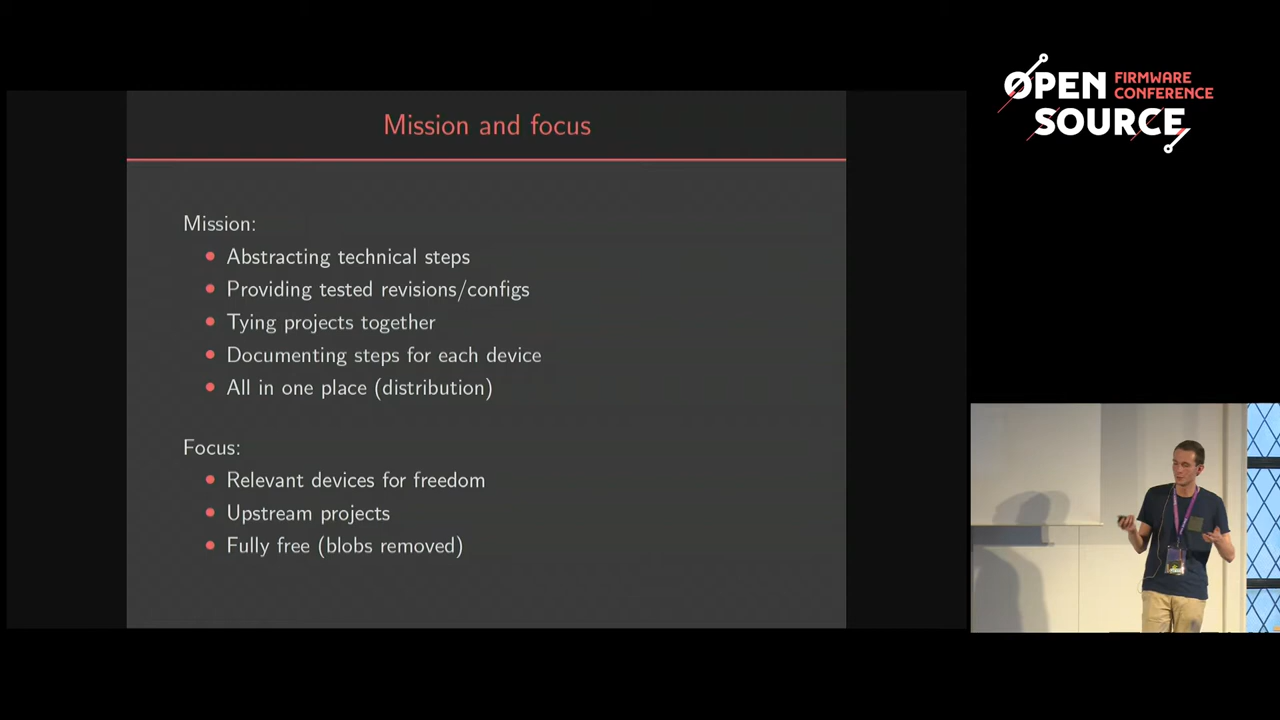 Mission and focus
Mission:
Abstracting technical steps
Providing tested revisions/configs
Tying projects together
Documenting steps for each device
All in one place (distribution)
Focus:
Relevant devices for freedom
Upstream projects
Fully free (blobs removed)
OPEN FIRMWARE
CONFERENCE
SOURCE